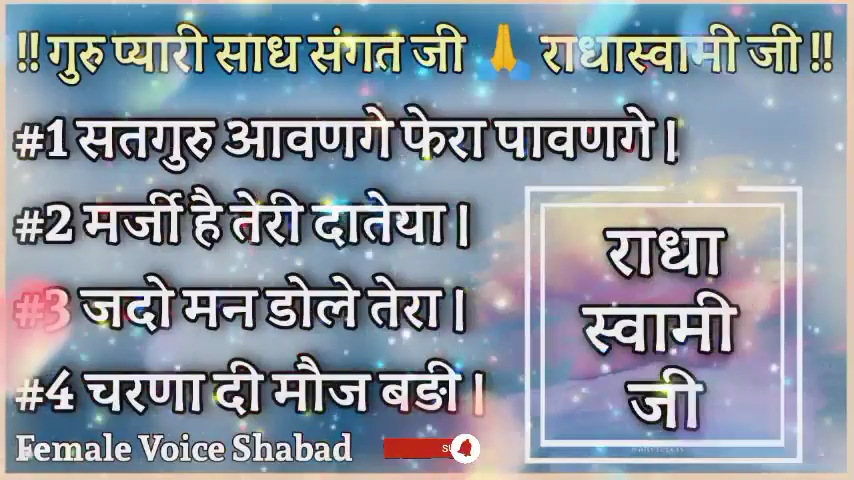 !! गुरु प्यारी साध संगत जी 🙏 राधास्वामी जी !!
#1 सतगुरु आवणगे फेरा पावणगे |
#2 मर्जी है तेरी दातेया |
#3 जदो मन डोले तेरा |
#4 चरणा दी मौज बडी |
Female Voice Shabad
राधा
स्वामी
जी